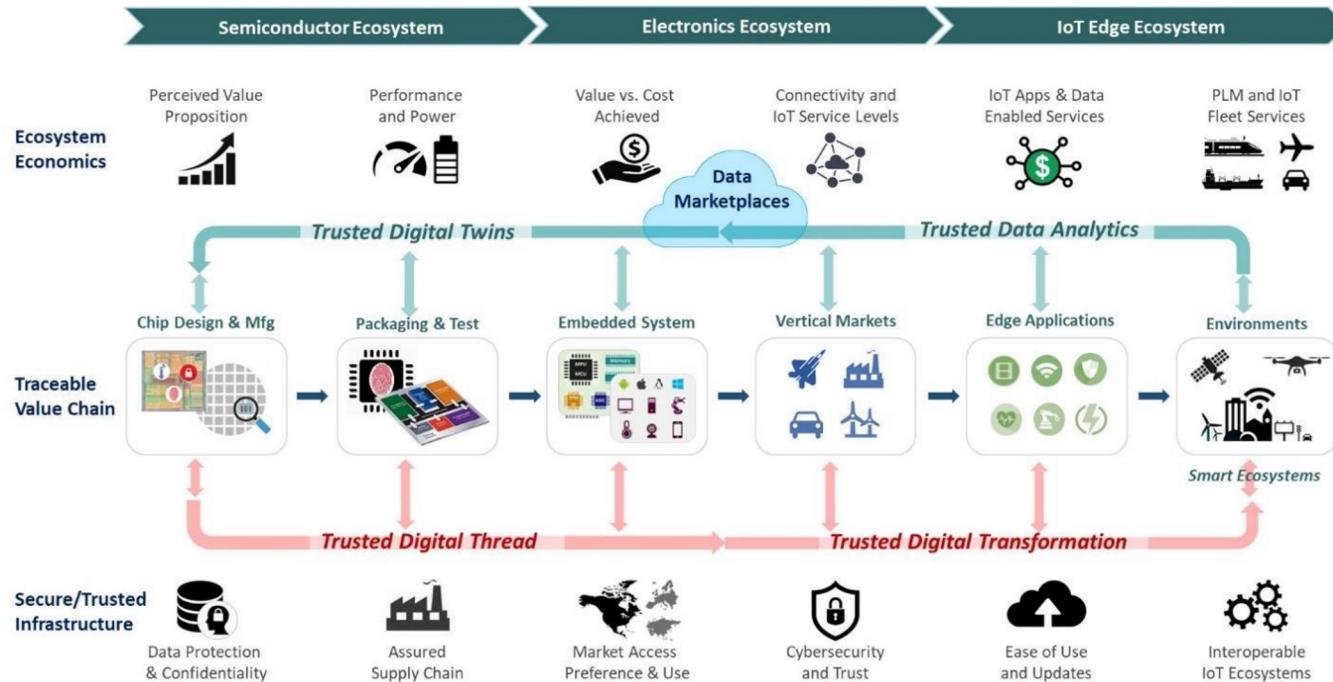 Semiconductor Ecosystem
Electronics Ecosystem
IoT Edge Ecosystem
Ecosystem
Economics
Perceived Value
Proposition
Performance
and Power
Value vs. Cost
Achieved
Connectivity and
IoT Service Levels
IoT Apps & Data
Enabled Services
PLM and IoT
Fleet Services
$
$
Data
Marketplaces
Trusted Digital Twins
Trusted Data Analytics
Traceable
Value Chain
Chip Design & Mfg
Packaging & Test
Embedded System
Vertical Markets
Edge Applications
Environments
MPU
MCU
Memory
Smart Ecosystems
Trusted Digital Thread
Trusted Digital Transformation
Secure/Trusted
Infrastructure
Data Protection
& Confidentiality
Assured
Supply Chain
Market Access
Preference & Use
Cybersecurity
and Trust
Ease of Use
and Updates
Interoperable
IoT Ecosystems